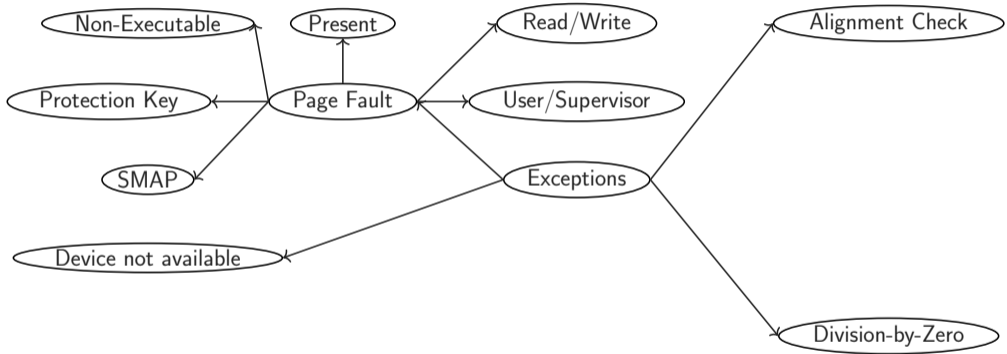 Non-Executable
Present
Read/Write
Alignment Check
Protection Key
Page Fault
User/Supervisor
SMAP
Exceptions
Device not available
Division-by-Zero